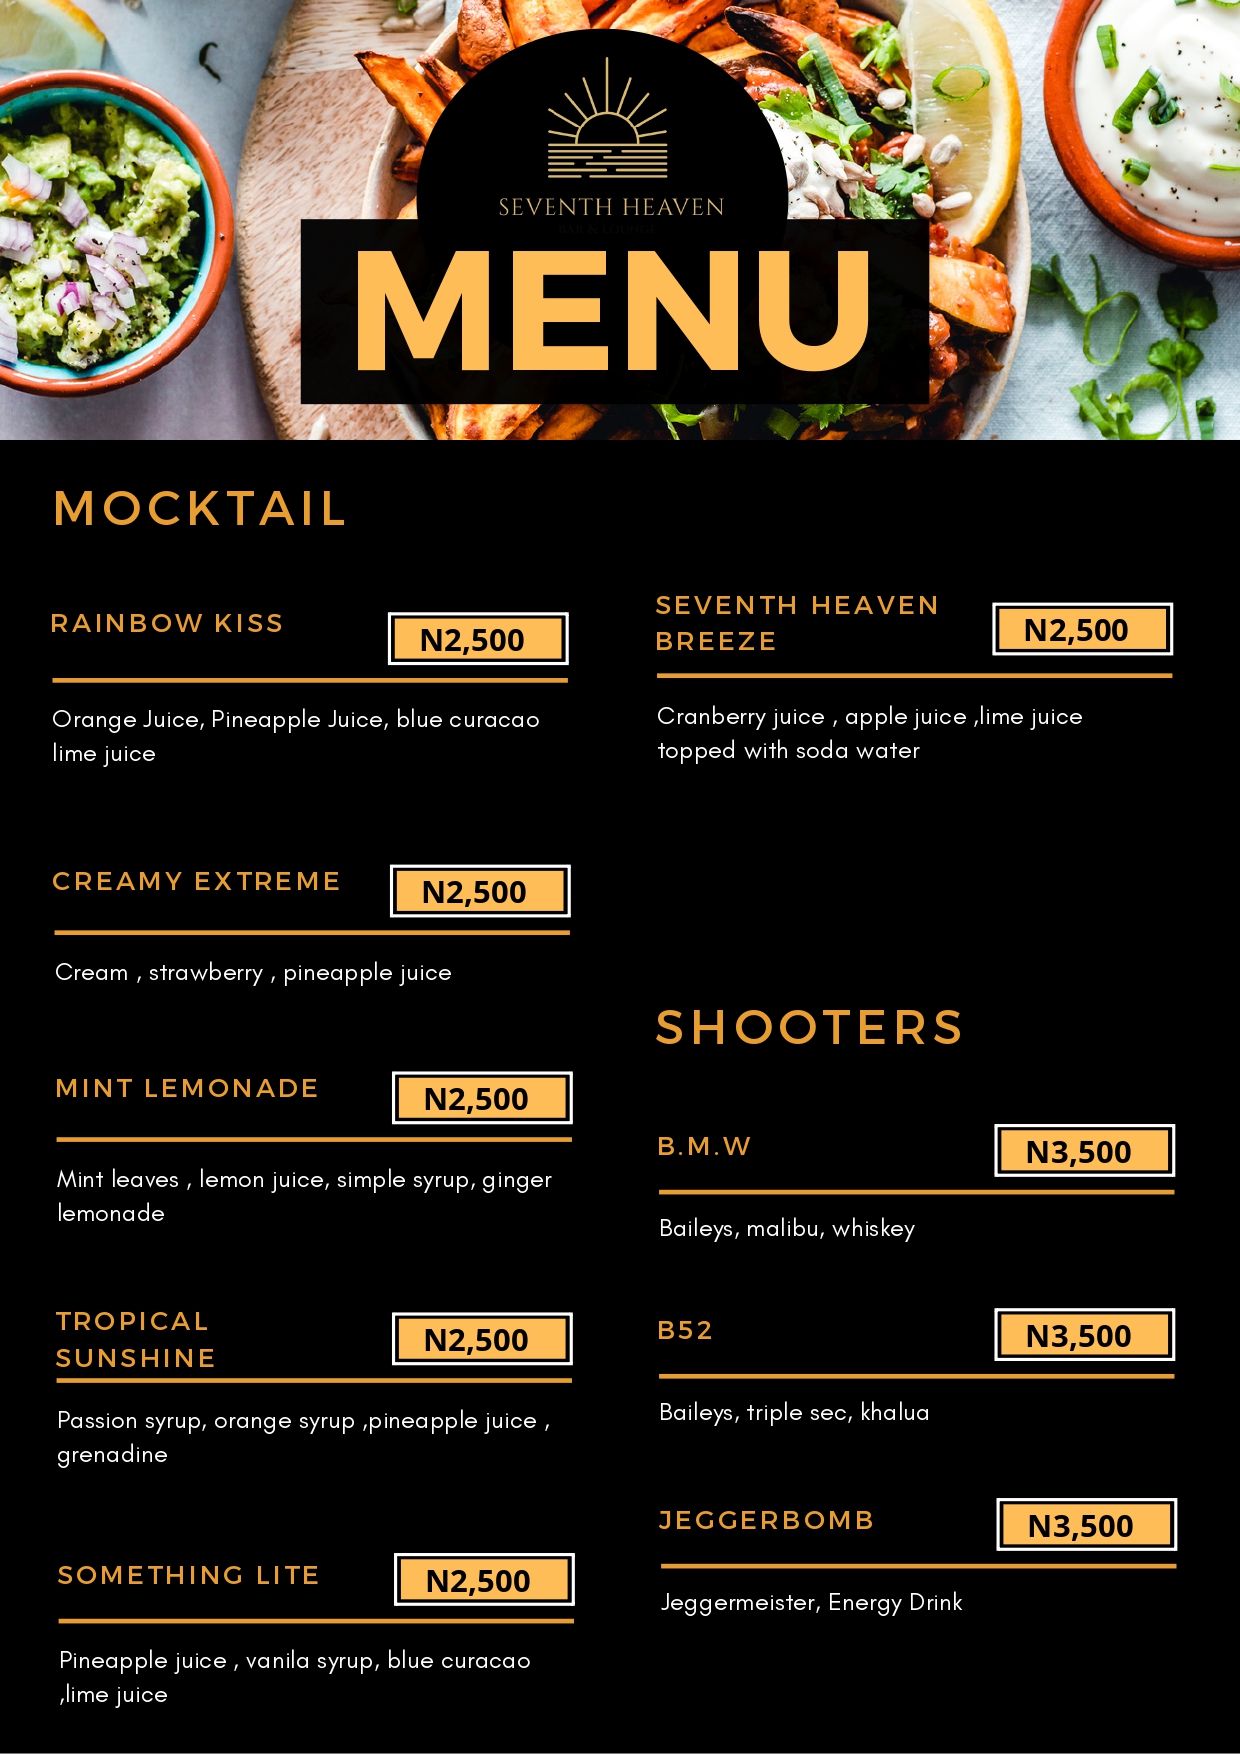 SEVENTH HEAVEN
BAR & LOUNGE
MENU
MOCKTAIL
RAINBOW KISS
N2,500
Orange Juice, Pineapple Juice, blue curacao
lime juice
CREAMY EXTREME
N2,500
Cream , strawberry , pineapple juice
MINT LEMONADE
N2,500
Mint leaves , lemon juice, simple syrup, ginger
lemonade
TROPICAL
SUNSHINE
N2,500
Passion syrup, orange syrup ,pineapple juice ,
grenadine
SOMETHING LITE
N2,500
Pineapple juice , vanila syrup, blue curacao
,lime juice
SEVENTH HEAVEN
BREEZE
N2,500
Cranberry juice , apple juice ,lime juice
topped with soda water
SHOOTERS
B.M.W
N3,500
Baileys, malibu, whiskey
B52
N3,500
Baileys, triple sec, khalua
JEGGERBOMB
N3,500
Jeggermeister, Energy Drink